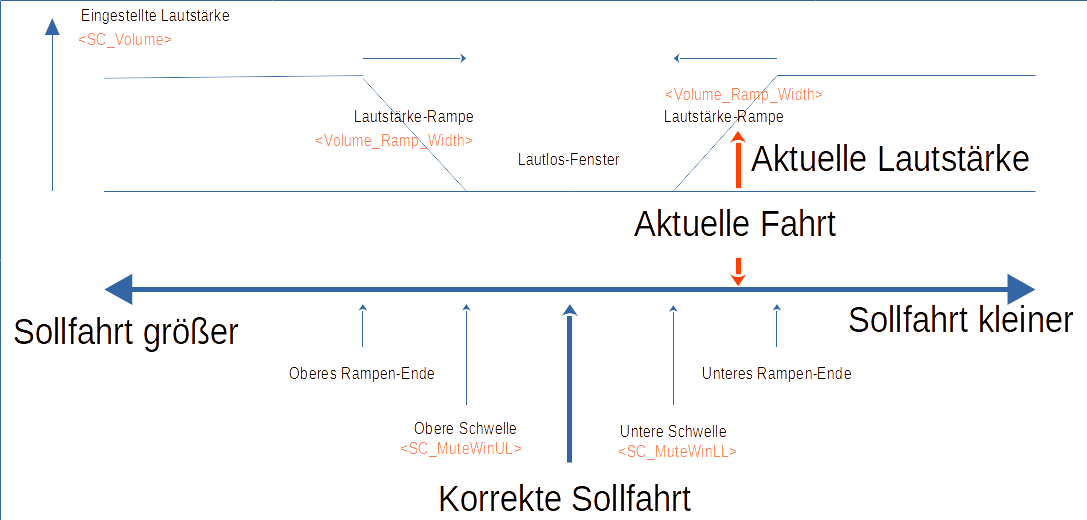 Eingestellte Lautstärke
<SC_Volume>
<Volume_Ramp_Width>
Lautstärke-Rampe
Lautstärke-Rampe
<Volume_Ramp_Width>
Lautlos-Fenster
Aktuelle Lautstärke
Aktuelle Fahrt
Sollfahrt größer
Sollfahrt kleiner
Oberes Rampen-Ende
Unteres Rampen-Ende
Obere Schwelle
<SC_MuteWinUL>
Untere Schwelle
<SC_MuteWinLL>
Korrekte Sollfahrt